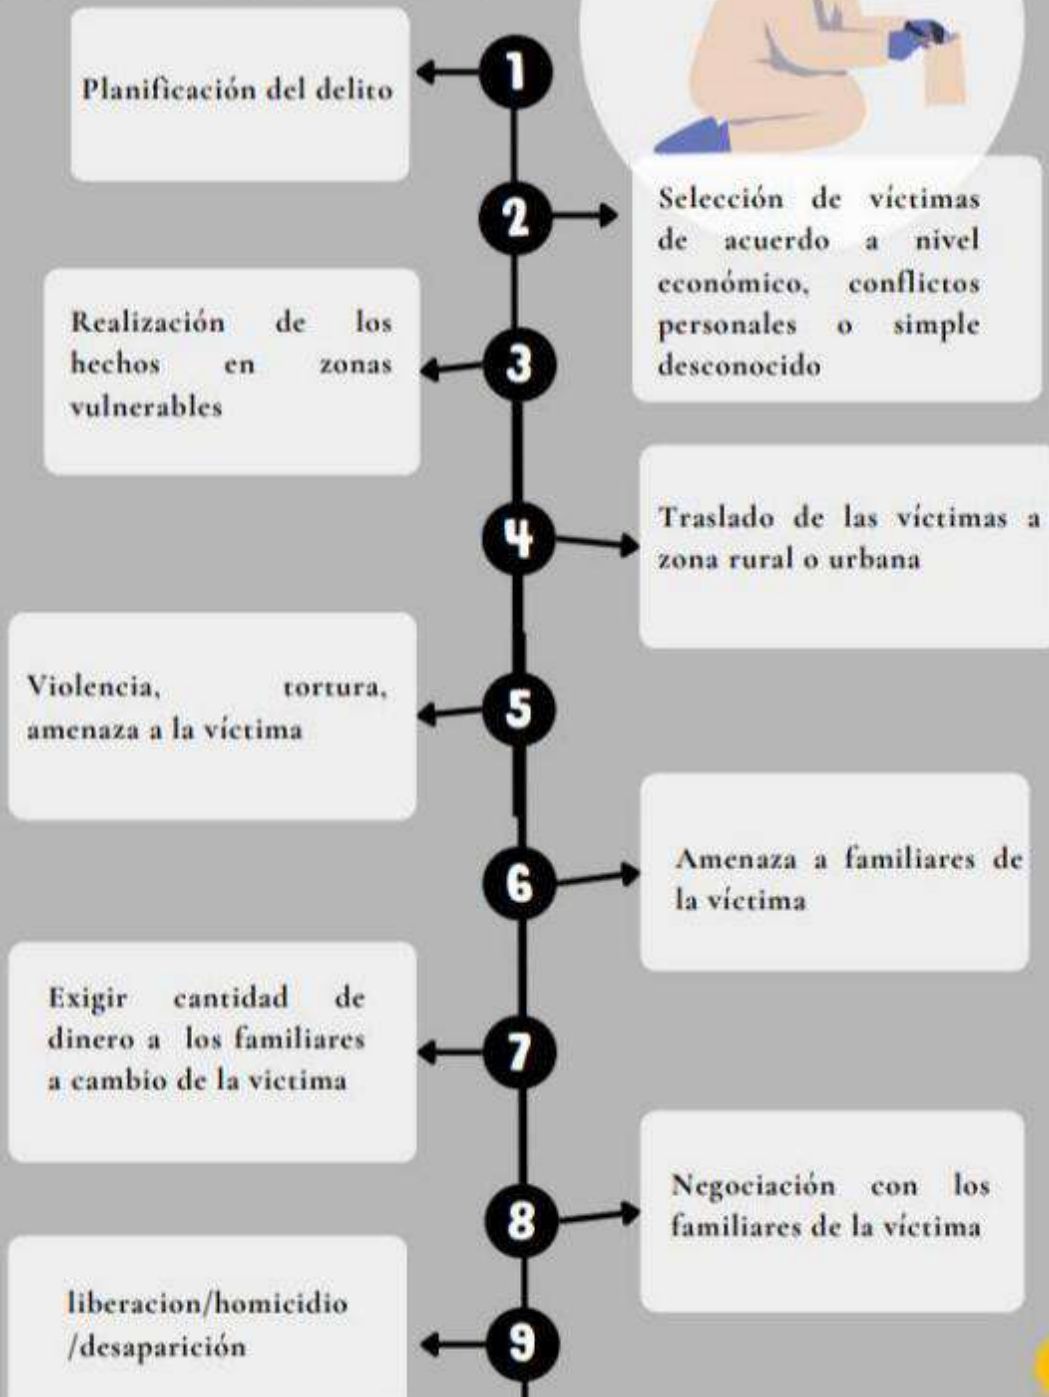 1
Planificación del delito
2
Selección de víctimas
de acuerdo a nivel
económico, conflictos
personales o simple
desconocido
3
Realización de los
hechos en zonas
vulnerables
4
Traslado de las víctimas a
zona rural o urbana
5
Violencia, tortura,
amenaza a la víctima
6
Amenaza a familiares de
la víctima
7
Exigir cantidad de
dinero a los familiares
a cambio de la victima
8
Negociación con los
familiares de la víctima
9
liberacion/homicidio
/desaparición